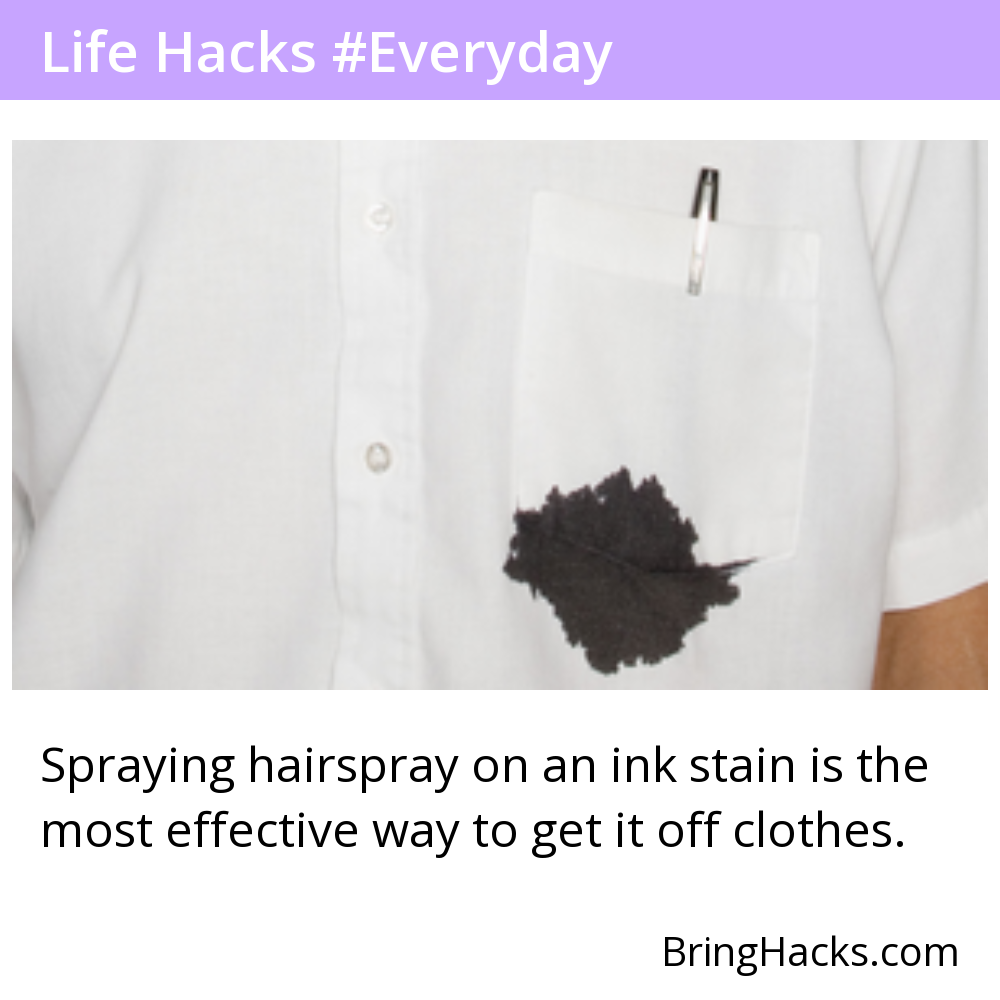 Life Hacks #Everyday
Spraying hairspray on an ink stain is the
most effective way to get it off clothes.
BringHacks.com